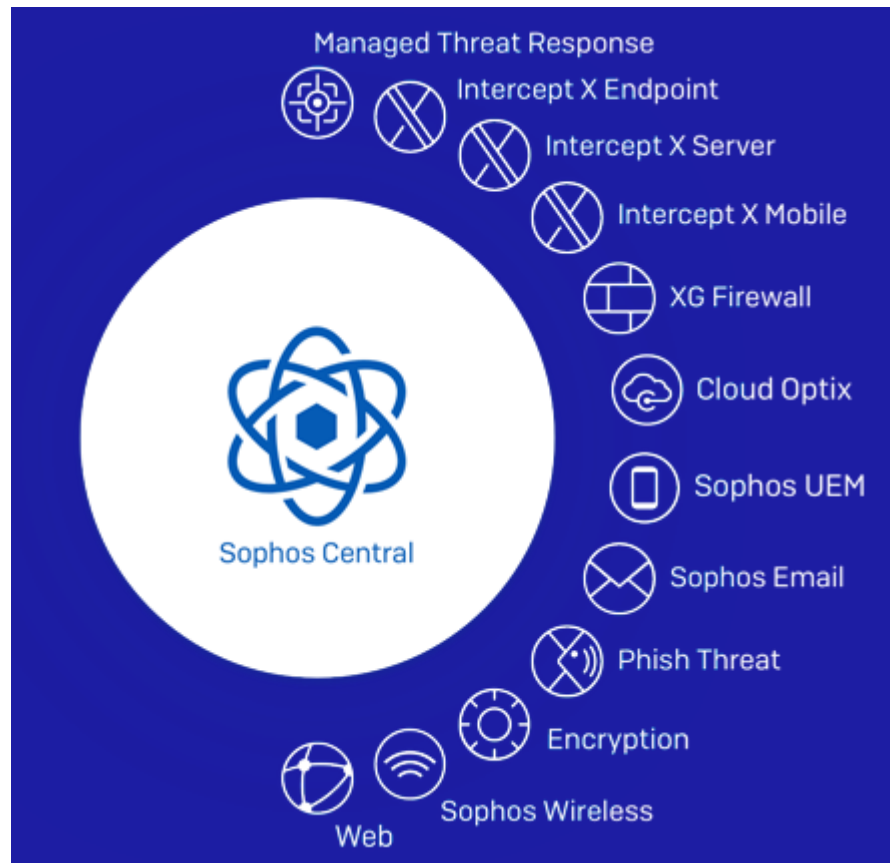 Managed Threat Response
Intercept X Endpoint
Intercept X Server
Intercept X Mobile
XG Firewall
Cloud Optix
Sophos UEM
Sophos Email
Phish Threat
Encryption
Sophos Wireless
Web
Sophos Central